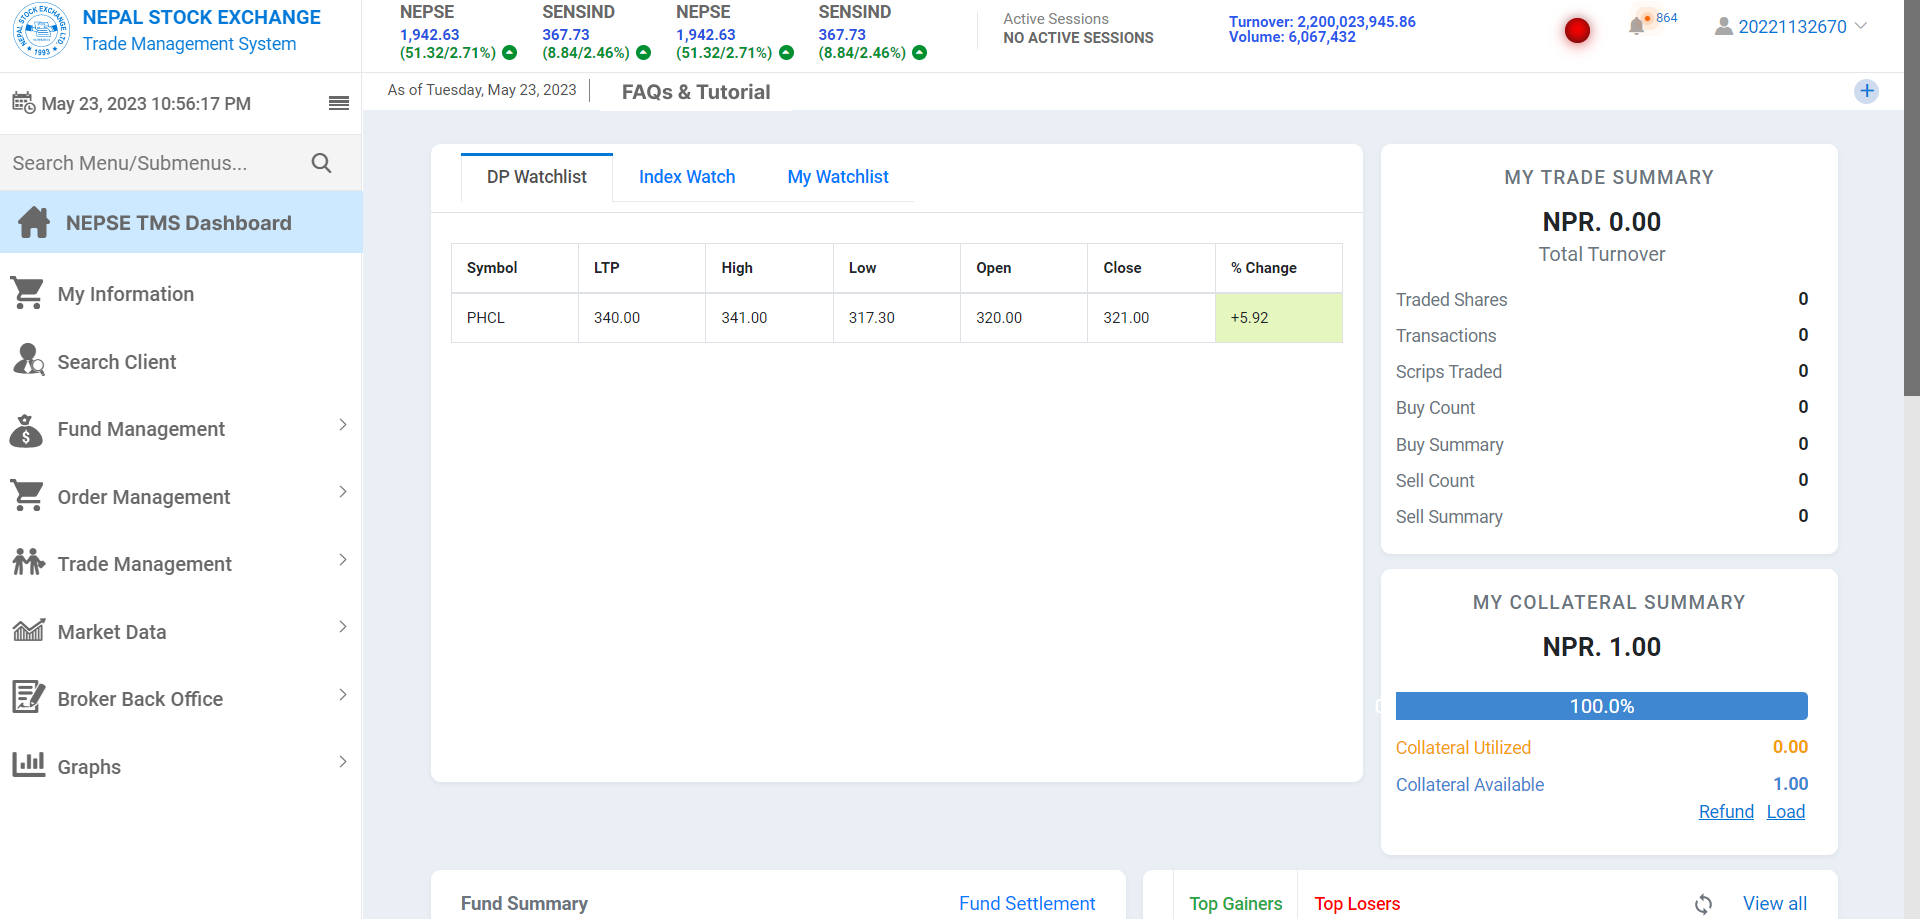 NEPAL STOCK EXCHANGE
Trade Management System
NEPSE
1,942.63
(51.32/2.71%)
SENSIND
367.73
(8.84/2.46%)
NEPSE
1,942.63
(51.32/2.71%)
SENSIND
367.73
(8.84/2.46%)
Active Sessions
NO ACTIVE SESSIONS
Turnover: 2,200,023,945.86
Volume: 6,067,432
864
20221132670
May 23, 2023 10:56:17 PM
As of Tuesday, May 23, 2023
FAQs & Tutorial
Search Menu/Submenus...
NEPSE TMS Dashboard
My Information
Search Client
Fund Management
Order Management
Trade Management
Market Data
Broker Back Office
Graphs
DP Watchlist Index Watch My Watchlist
Symbol LTP High Low Open Close % Change
PHCL 340.00 341.00 317.30 320.00 321.00 +5.92
MY TRADE SUMMARY
NPR. 0.00
Total Turnover
Traded Shares 0
Transactions 0
Scrips Traded 0
Buy Count 0
Buy Summary 0
Sell Count 0
Sell Summary 0
MY COLLATERAL SUMMARY
NPR. 1.00
100.0%
Collateral Utilized 0.00
Collateral Available 1.00
Refund Load
Fund Summary Fund Settlement
Top Gainers Top Losers View all